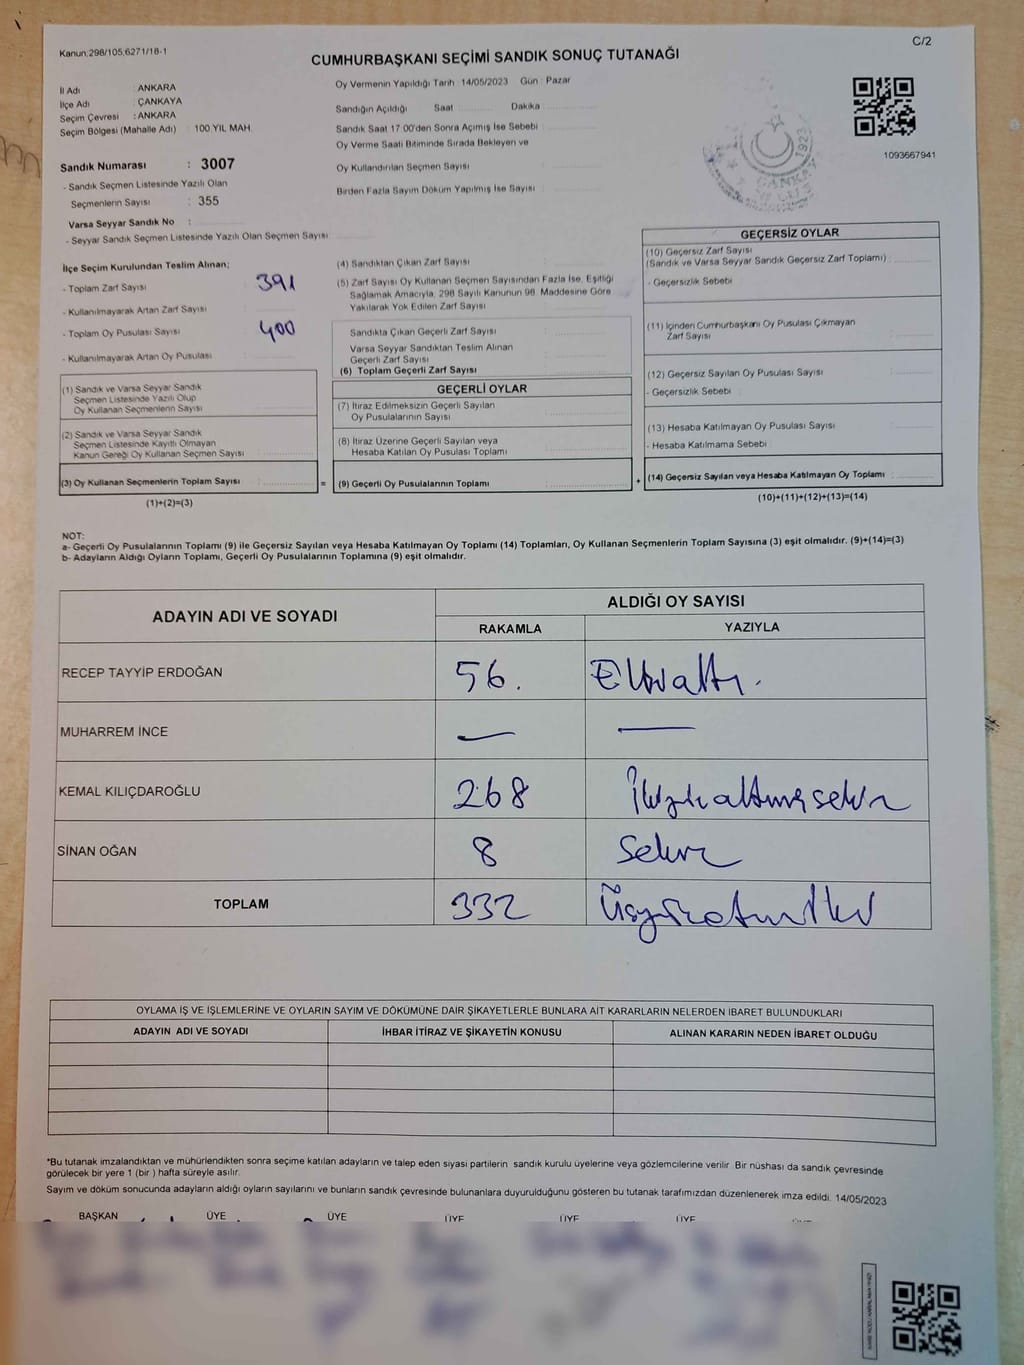 Kanun:298/105,6271/18-1
C/2
CUMHURBAŞKANI SEÇİMİ SANDIK SONUÇ TUTANAĞI
İl Adı : ANKARA
İlçe Adı : ÇANKAYA
Seçim Çevresi : ANKARA
Seçim Bölgesi (Mahalle Adı) : 100 YIL MAH.
Sandık Numarası : 3007
- Sandık Seçmen Listesinde Yazılı Olan
Seçmenlerin Sayısı : 355
Varsa Seyyar Sandık No :
- Seyyar Sandık Seçmen Listesinde Yazılı Olan Seçmen Sayısı
Oy Vermenin Yapıldığı Tarih : 14/05/2023 Gün : Pazar
Sandığın Açıldığı Saat Dakika
Sandık Saat 17.00'den Sonra Açımış İse Sebebi
Oy Verme Saati Bitiminde Sırada Bekleyen ve
Oy Kullandırılan Seçmen Sayısı
Birden Fazla Sayım Döküm Yapılmış İse Sayısı
1923
ÇANKAYA
1093667941
İlçe Seçim Kurulundan Teslim Alınan;
- Toplam Zarf Sayısı 391
- Kullanılmayarak Artan Zarf Sayısı
- Toplam Oy Pusulası Sayısı 400
- Kullanılmayarak Artan Oy Pusulası
(1) Sandık ve Varsa Seyyar Sandık
Seçmen Listesinde Yazılı Olup
Oy Kullanan Seçmenlerin Sayısı
(2) Sandık ve Varsa Seyyar Sandık
Seçmen Listesinde Kayıtlı Olmayan
Kanun Gereği Oy Kullanan Seçmen Sayısı
(3) Oy Kullanan Seçmenlerin Toplam Sayısı : =
(1)+(2)=(3)
(4) Sandıktan Çıkan Zarf Sayısı
(5) Zarf Sayısı Oy Kullanan Seçmen Sayısından Fazla İse, Eşitliği
Sağlamak Amacıyla, 298 Sayılı Kanunun 98. Maddesine Göre
Yakılarak Yok Edilen Zarf Sayısı
Sandıkta Çıkan Geçerli Zarf Sayısı
Varsa Seyyar Sandıktan Teslim Alınan
Geçerli Zarf Sayısı
(6) Toplam Geçerli Zarf Sayısı
GEÇERLİ OYLAR
(7) İtiraz Edilmeksizin Geçerli Sayılan
Oy Pusulalarının Sayısı
(8) İtiraz Üzerine Geçerli Sayılan veya
Hesaba Katılan Oy Pusulası Toplamı
(9) Geçerli Oy Pusulalarının Toplamı +
GEÇERSİZ OYLAR
(10) Geçersiz Zarf Sayısı
(Sandık ve Varsa Seyyar Sandık Geçersiz Zarf Toplamı)
- Geçersizlik Sebebi
(11) İçinden Cumhurbaşkanı Oy Pusulası Çıkmayan
Zarf Sayısı
(12) Geçersiz Sayılan Oy Pusulası Sayısı
- Geçersizlik Sebebi
(13) Hesaba Katılmayan Oy Pusulası Sayısı
- Hesaba Katılmama Sebebi
(14) Geçersiz Sayılan veya Hesaba Katılmayan Oy Toplamı
(10)+(11)+(12)+(13)=(14)
NOT:
a- Geçerli Oy Pusulalarının Toplamı (9) ile Geçersiz Sayılan veya Hesaba Katılmayan Oy Toplamı (14) Toplamları, Oy Kullanan Seçmenlerin Toplam Sayısına (3) eşit olmalıdır. (9)+(14)=(3)
b- Adayların Aldığı Oyların Toplamı, Geçerli Oy Pusulalarının Toplamına (9) eşit olmalıdır.
ADAYIN ADI VE SOYADI ALDIĞI OY SAYISI
RAKAMLA YAZIYLA
RECEP TAYYİP ERDOĞAN 56. Ellialtı.
MUHARREM İNCE — —
KEMAL KILIÇDAROĞLU 268 İkiyüzaltmışsekiz
SİNAN OĞAN 8 Sekiz
TOPLAM 332 Üçyüzotuziki
OYLAMA İŞ VE İŞLEMLERİNE VE OYLARIN SAYIM VE DÖKÜMÜNE DAİR ŞİKAYETLERLE BUNLARA AİT KARARLARIN NELERDEN İBARET BULUNDUKLARI
ADAYIN ADI VE SOYADI İHBAR İTİRAZ VE ŞİKAYETİN KONUSU ALINAN KARARIN NEDEN İBARET OLDUĞU
*Bu tutanak imzalandıktan ve mühürlendikten sonra seçime katılan adayların ve talep eden siyasi partilerin sandık kurulu üyelerine veya gözlemcilerine verilir. Bir nüshası da sandık çevresinde
görülecek bir yere 1 (bir ) hafta süreyle asılır.
Sayım ve döküm sonucunda adayların aldığı oyların sayılarını ve bunların sandık çevresinde bulunanlara duyurulduğunu gösteren bu tutanak tarafımızdan düzenlenerek imza edildi. 14/05/2023
BAŞKAN ÜYE ÜYE ÜYE ÜYE ÜYE